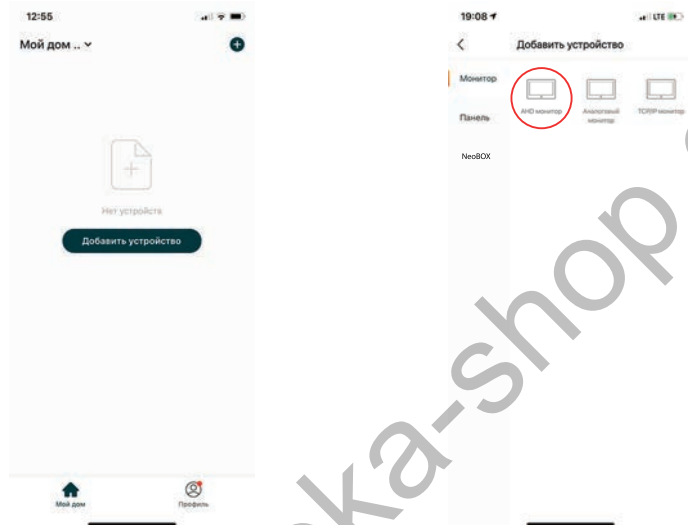 12:55
Мой дом ..
Нет устройств
Добавить устройство
Мой дом
Профиль
19:08
LTE
Добавить устройство
Монитор
Панель
NeoBOX
AHD монитор
Аналоговый
монитор
TCP/IP монитор
ka-shop